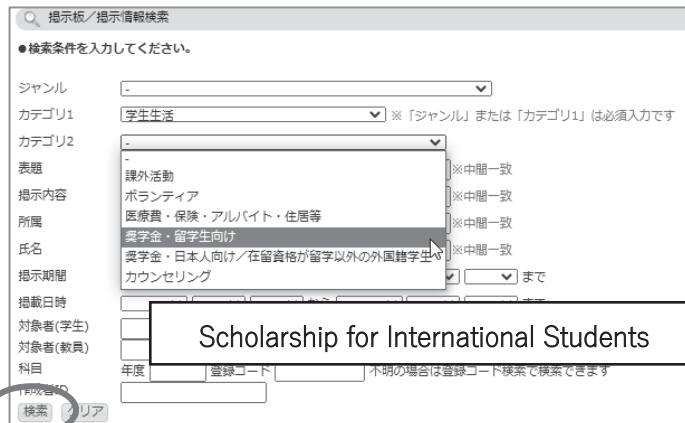 掲示板／掲示情報検索
●検索条件を入力してください。
ジャンル -
カテゴリ1 学生生活 ※「ジャンル」または「カテゴリ1」は必須入力です
カテゴリ2 -
-
表題 ※中間一致
課外活動
掲示内容 ボランティア ※中間一致
医療費・保険・アルバイト・住居等
所属 ※中間一致
奨学金・留学生向け
氏名 ※中間一致
奨学金・日本人向け／在留資格が留学以外の外国籍学生
掲示期間 カウンセリング まで
掲載日時
対象者(学生)
Scholarship for International Students
対象者(教員)
科目 年度 登録コード 不明の場合は登録コード検索で検索できます
検索 クリア